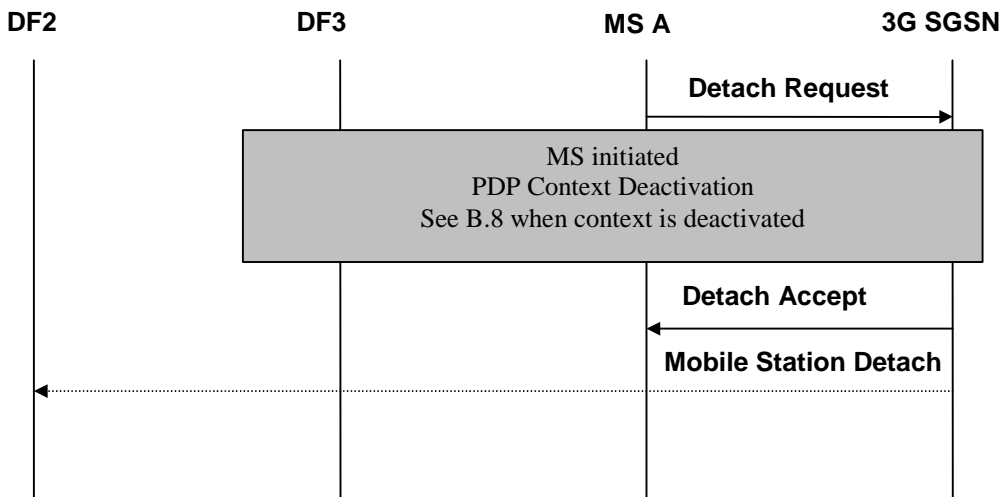 DF2 DF3 MS A 3G SGSN
Detach Request
MS initiated
PDP Context Deactivation
See B.8 when context is deactivated
Detach Accept
Mobile Station Detach